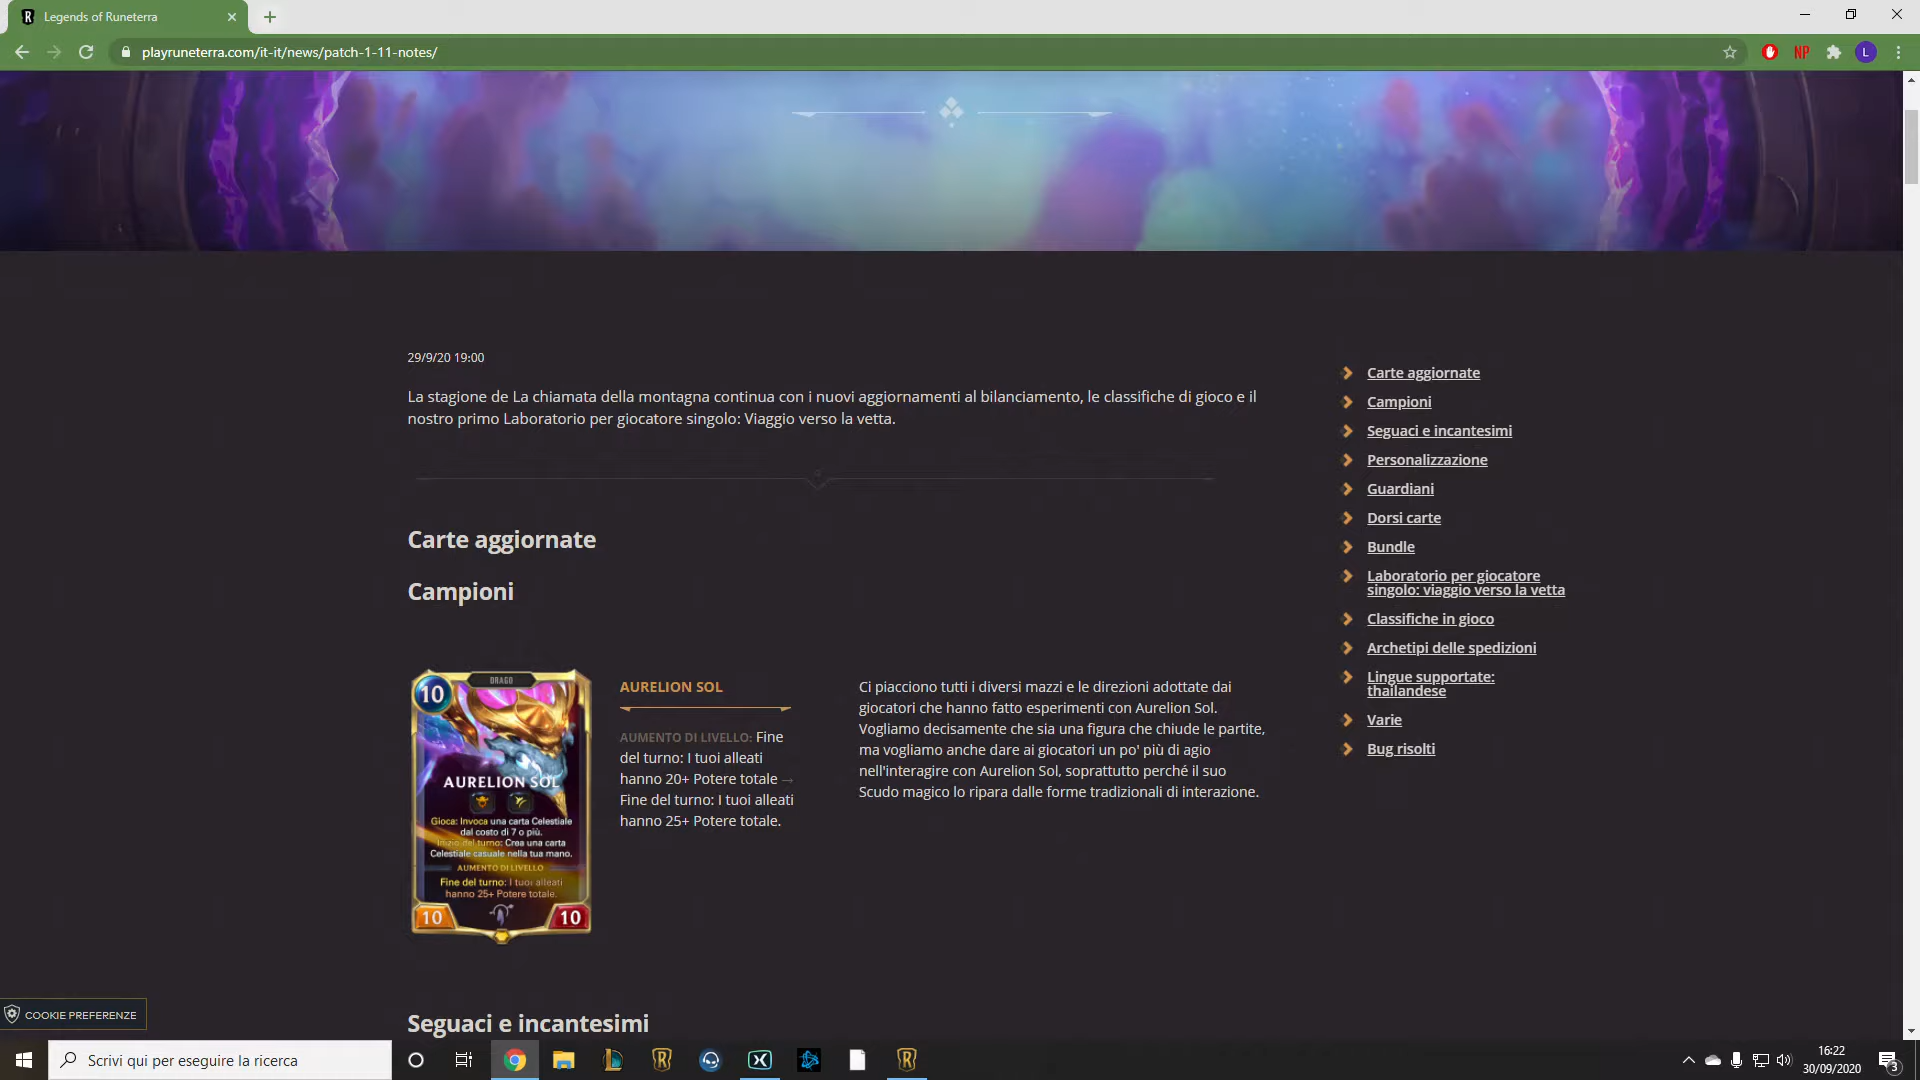 Legends of Runeterra
playruneterra.com/it-it/news/patch-1-11-notes/
NP
L
29/9/20 19:00
La stagione de La chiamata della montagna continua con i nuovi aggiornamenti al bilanciamento, le classifiche di gioco e il
nostro primo Laboratorio per giocatore singolo: Viaggio verso la vetta.
Carte aggiornate
Campioni
DRAGO
10
AURELION SOL
Gioca: Invoca una carta Celestiale
dal costo di 7 o più.
Inizio del turno: Crea una carta
Celestiale casuale nella tua mano.
AUMENTO DI LIVELLO
Fine del turno: I tuoi alleati
hanno 25+ Potere totale.
10
10
AURELION SOL
AUMENTO DI LIVELLO: Fine
del turno: I tuoi alleati
hanno 20+ Potere totale →
Fine del turno: I tuoi alleati
hanno 25+ Potere totale.
Ci piacciono tutti i diversi mazzi e le direzioni adottate dai
giocatori che hanno fatto esperimenti con Aurelion Sol.
Vogliamo decisamente che sia una figura che chiude le partite,
ma vogliamo anche dare ai giocatori un po' più di agio
nell'interagire con Aurelion Sol, soprattutto perché il suo
Scudo magico lo ripara dalle forme tradizionali di interazione.
Seguaci e incantesimi
Carte aggiornate
Campioni
Seguaci e incantesimi
Personalizzazione
Guardiani
Dorsi carte
Bundle
Laboratorio per giocatore
singolo: viaggio verso la vetta
Classifiche in gioco
Archetipi delle spedizioni
Lingue supportate:
thailandese
Varie
Bug risolti
COOKIE PREFERENZE
Scrivi qui per eseguire la ricerca
16:22
30/09/2020
3